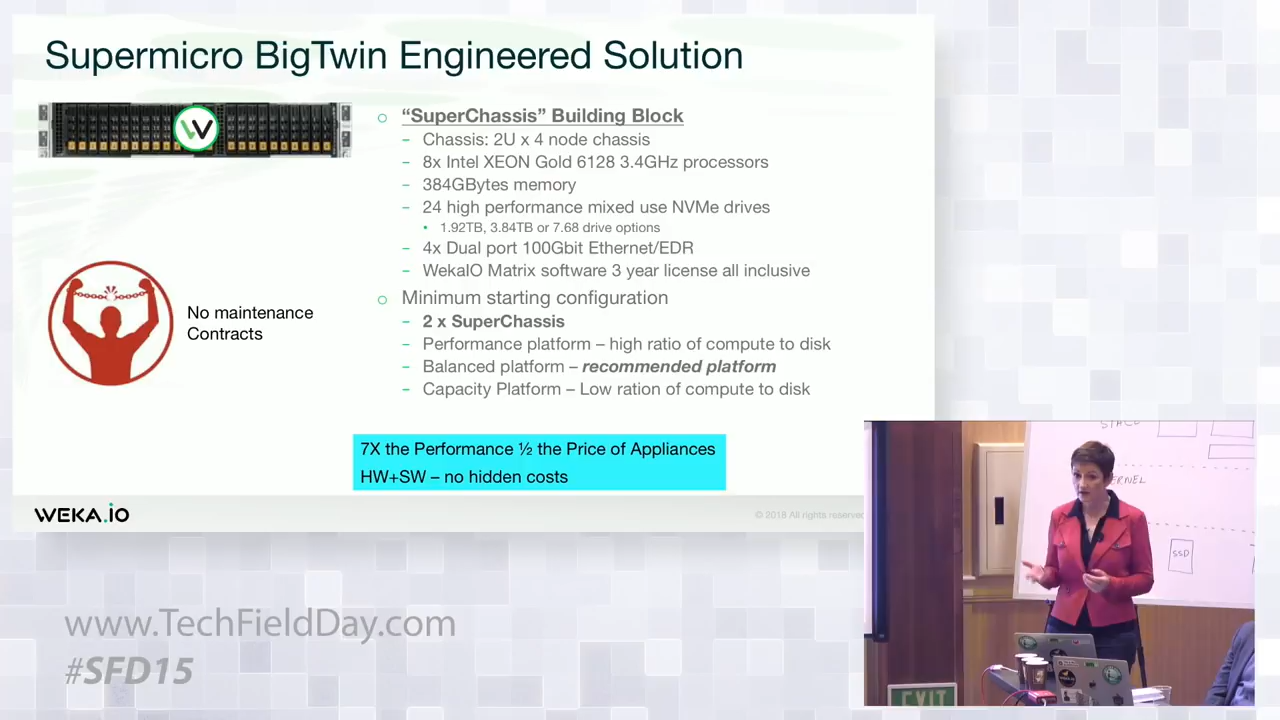 Supermicro BigTwin Engineered Solution
W
“SuperChassis” Building Block
– Chassis: 2U x 4 node chassis
– 8x Intel XEON Gold 6128 3.4GHz processors
– 384GBytes memory
– 24 high performance mixed use NVMe drives
• 1.92TB, 3.84TB or 7.68 drive options
– 4x Dual port 100Gbit Ethernet/EDR
– WekaIO Matrix software 3 year license all inclusive
Minimum starting configuration
– 2 x SuperChassis
– Performance platform – high ratio of compute to disk
– Balanced platform – recommended platform
– Capacity Platform – Low ration of compute to disk
No maintenance
Contracts
7X the Performance ½ the Price of Appliances
HW+SW – no hidden costs
WEKA.iO
© 2018 All rights reserved
SSD
EXIT
www.TechFieldDay.com
#SFD15